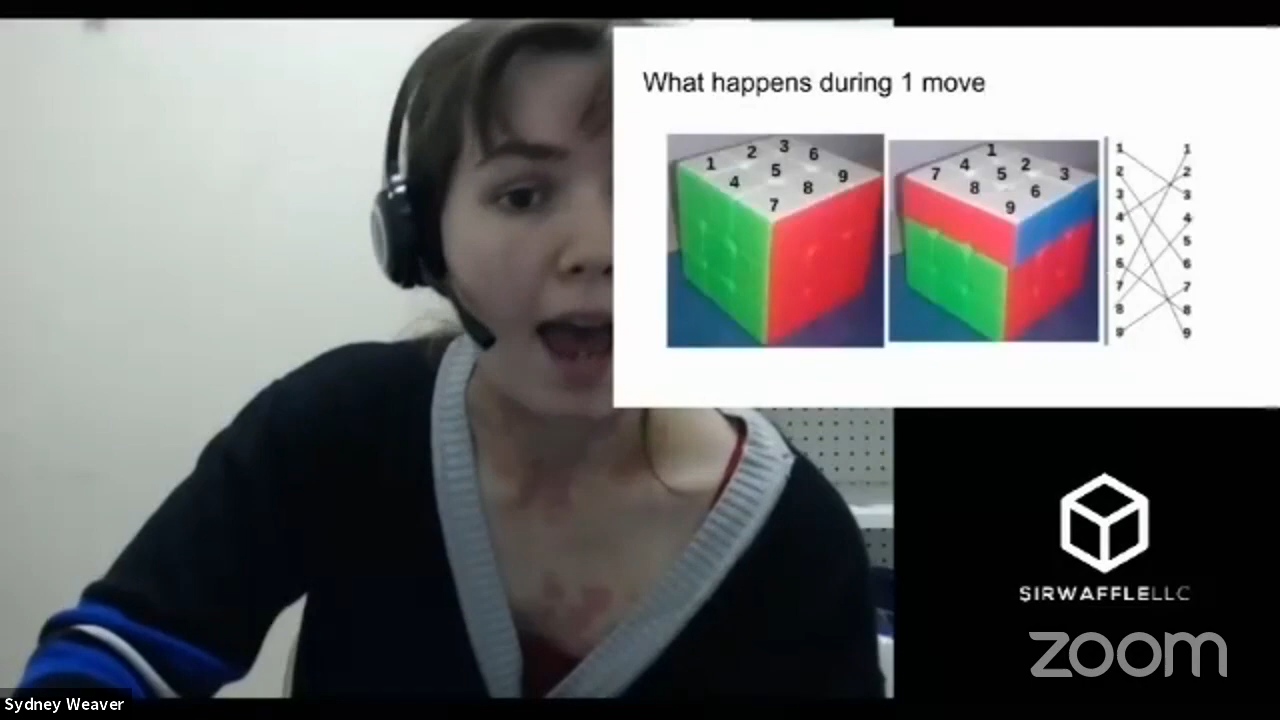 What happens during 1 move
1 2 3 6
4 5 8 9
7
1
7 4 5 2 3
8 6
9
1 1
2 2
3 3
4 4
5 5
6 6
7 7
8 8
9 9
SIRWAFFLELLC
zoom
Sydney Weaver